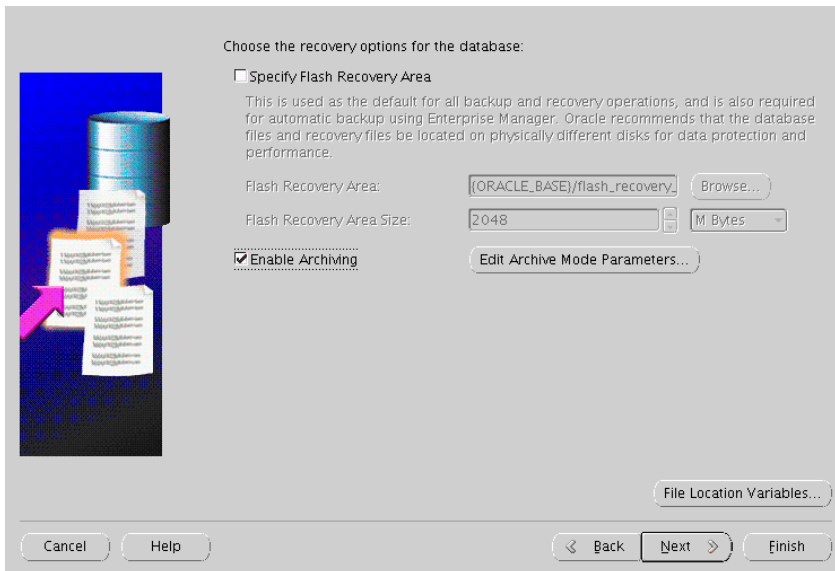 Choose the recovery options for the database:
Specify Flash Recovery Area
This is used as the default for all backup and recovery operations, and is also required
for automatic backup using Enterprise Manager. Oracle recommends that the database
files and recovery files be located on physically different disks for data protection and
performance.
Flash Recovery Area: {ORACLE_BASE}/flash_recovery_ Browse...
Flash Recovery Area Size: 2048 M Bytes
Enable Archiving Edit Archive Mode Parameters...
File Location Variables...
Cancel Help Back Next Finish